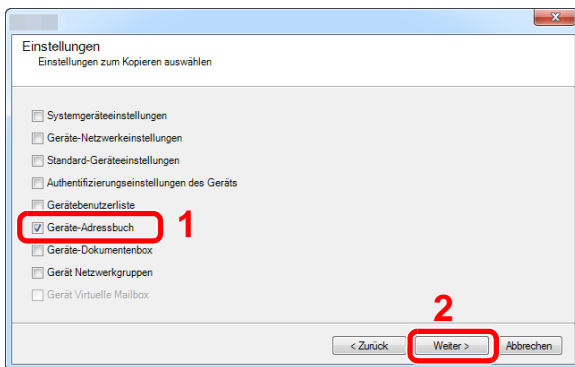 Einstellungen
Einstellungen zum Kopieren auswählen
Systemgeräteeinstellungen
Geräte-Netzwerkeinstellungen
Standard-Geräteeinstellungen
Authentifizierungseinstellungen des Geräts
Gerätebenutzerliste
Geräte-Adressbuch 1
Geräte-Dokumentenbox
Gerät Netzwerkgruppen
Gerät Virtuelle Mailbox
2
< Zurück Weiter > Abbrechen